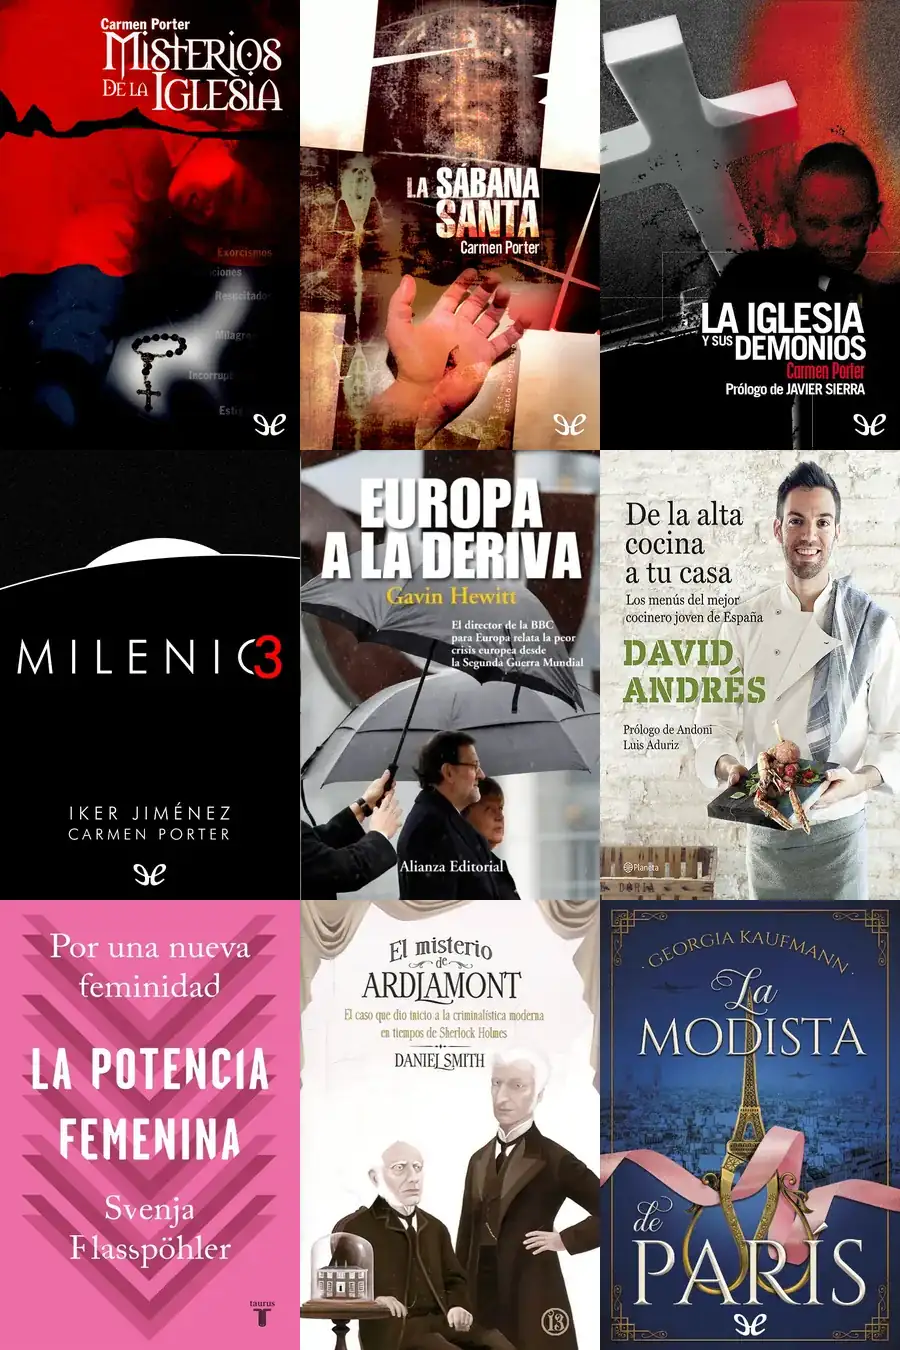 Carmen Porter
MISTERIOS
DE LA IGLESIA
Exorcismos
Resucitado
Milagro
Incorrupt
LA SÁBANA
SANTA
Carmen Porter
LA IGLESIA
Y SUS DEMONIOS
Carmen Porter
Prólogo de JAVIER SIERRA
MILENIO3
IKER JIMÉNEZ
CARMEN PORTER
EUROPA
A LA DERIVA
Gavin Hewitt
El director de la BBC
para Europa relata la peor
crisis europea desde
la Segunda Guerra Mundial
Alianza Editorial
De la alta
cocina
a tu casa
Los menús del mejor
cocinero joven de España
DAVID
ANDRÉS
Prólogo de Andoni
Luis Aduriz
Planeta
Por una nueva
feminidad
LA POTENCIA
FEMENINA
Svenja
Flasspöhler
taurus
T
El misterio
de
ARDLAMONT
El caso que dio inicio a la criminalística moderna
en tiempos de Sherlock Holmes
DANIEL SMITH
13
· GEORGIA KAUFMANN ·
La
MODISTA
de
PARÍS